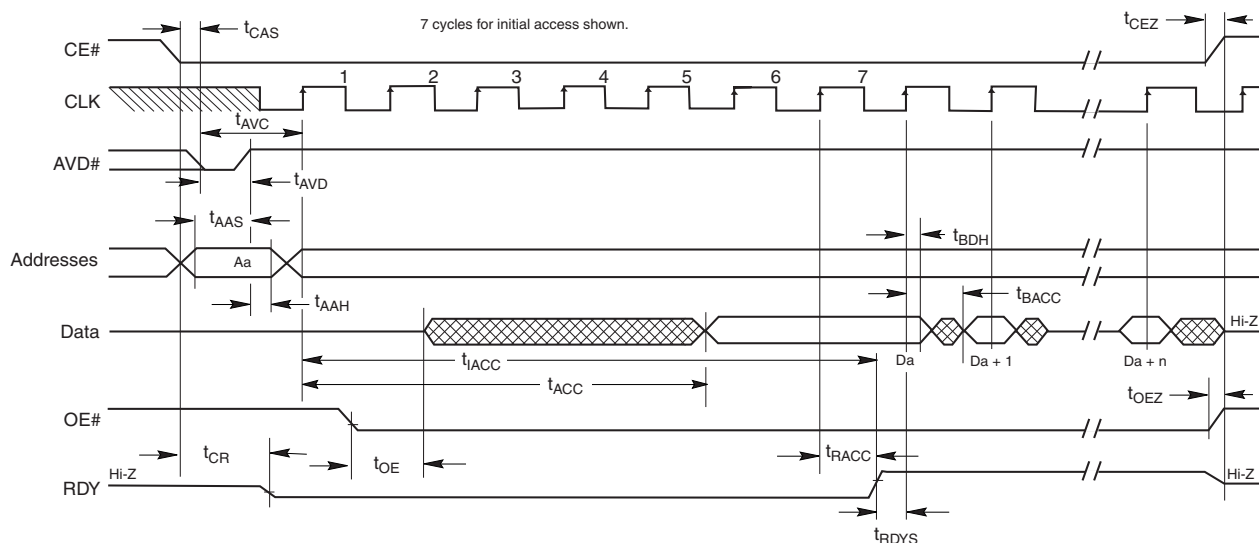 7 cycles for initial access shown.
tCAS
tCEZ
CE#
1 2 3 4 5 6 7
CLK
tAVC
AVD#
tAVD
tAAS
tBDH
Addresses
Aa
tAAH
tBACC
Data
Hi-Z
tIACC
Da
Da + 1
Da + n
tACC
tOEZ
OE#
tCR
tOE
tRACC
Hi-Z
Hi-Z
RDY
tRDYS